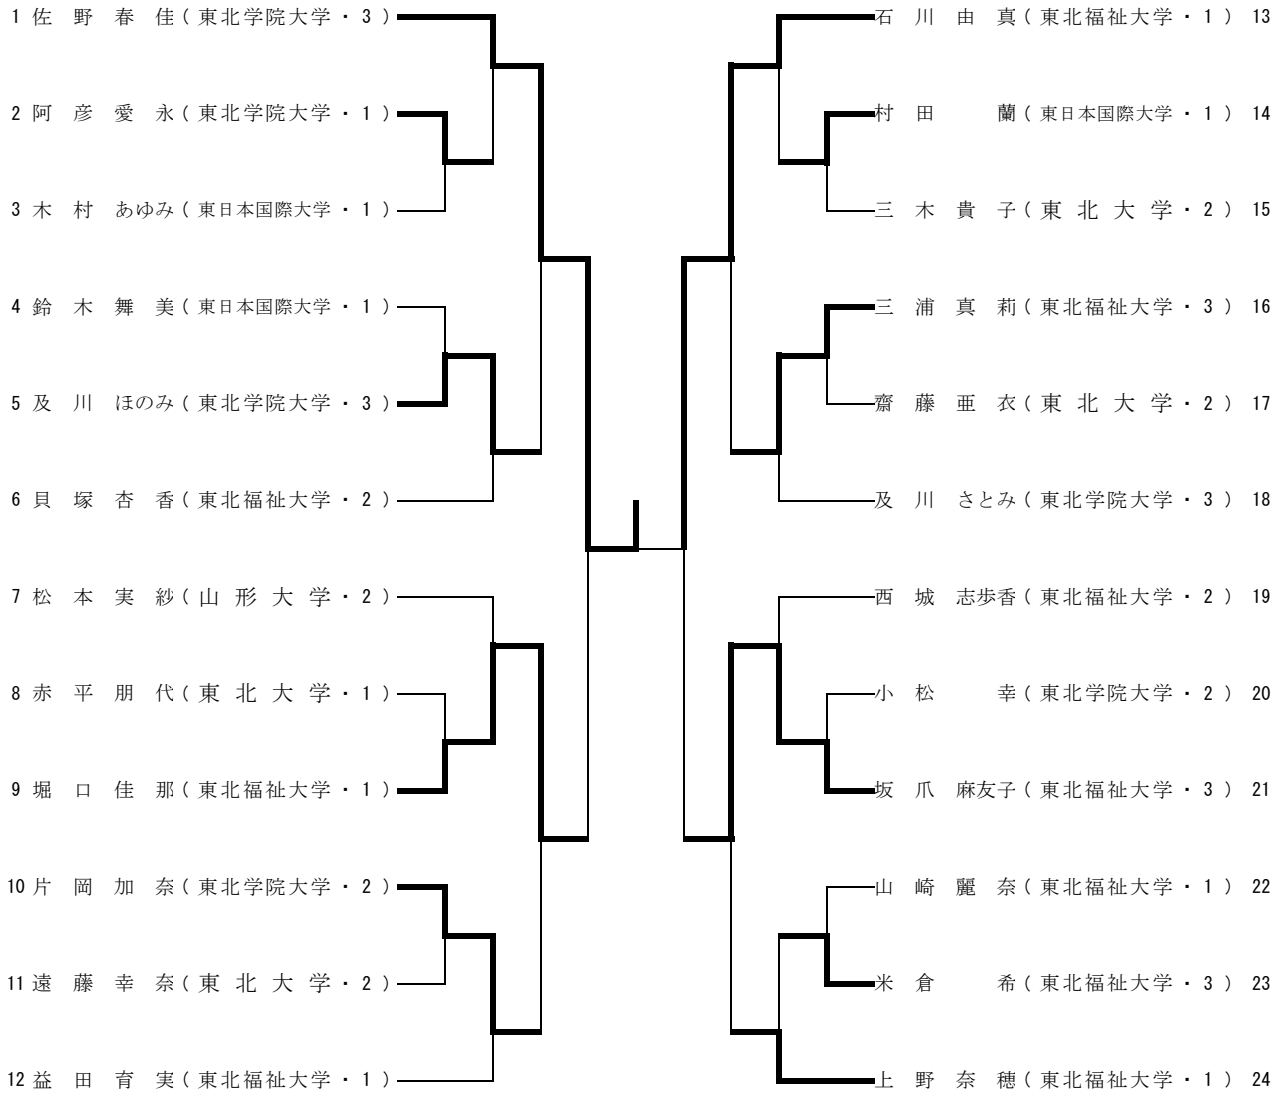 1 佐野春佳(東北学院大学・3)
2 阿彦愛永(東北学院大学・1)
3 木村あゆみ(東日本国際大学・1)
4 鈴木舞美(東日本国際大学・1)
5 及川ほのみ(東北学院大学・3)
6 貝塚杏香(東北福祉大学・2)
7 松本実紗(山形大学・2)
8 赤平朋代(東北大学・1)
9 堀口佳那(東北福祉大学・1)
10 片岡加奈(東北学院大学・2)
11 遠藤幸奈(東北大学・2)
12 益田育実(東北福祉大学・1)
石川由真(東北福祉大学・1) 13
村田蘭(東日本国際大学・1) 14
三木貴子(東北大学・2) 15
三浦真莉(東北福祉大学・3) 16
齋藤亜衣(東北大学・2) 17
及川さとみ(東北学院大学・3) 18
西城志歩香(東北福祉大学・2) 19
小松幸(東北学院大学・2) 20
坂爪麻友子(東北福祉大学・3) 21
山崎麗奈(東北福祉大学・1) 22
米倉希(東北福祉大学・3) 23
上野奈穂(東北福祉大学・1) 24